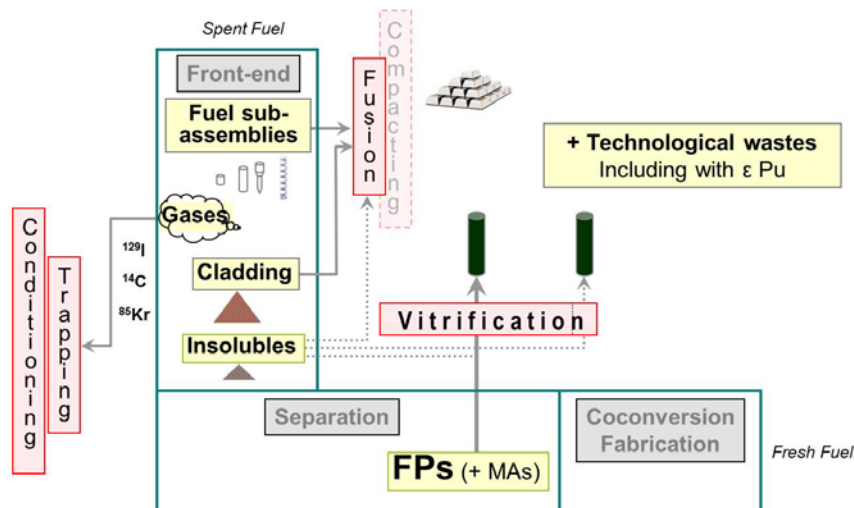 Spent Fuel
Front-end
Fuel sub-
assemblies
Fusion
Compacting
+ Technological wastes
Including with ε Pu
Gases
129I
14C
85Kr
Conditioning
Trapping
Cladding
Vitrification
Insolubles
Separation
Coconversion
Fabrication
FPs (+ MAs)
Fresh Fuel